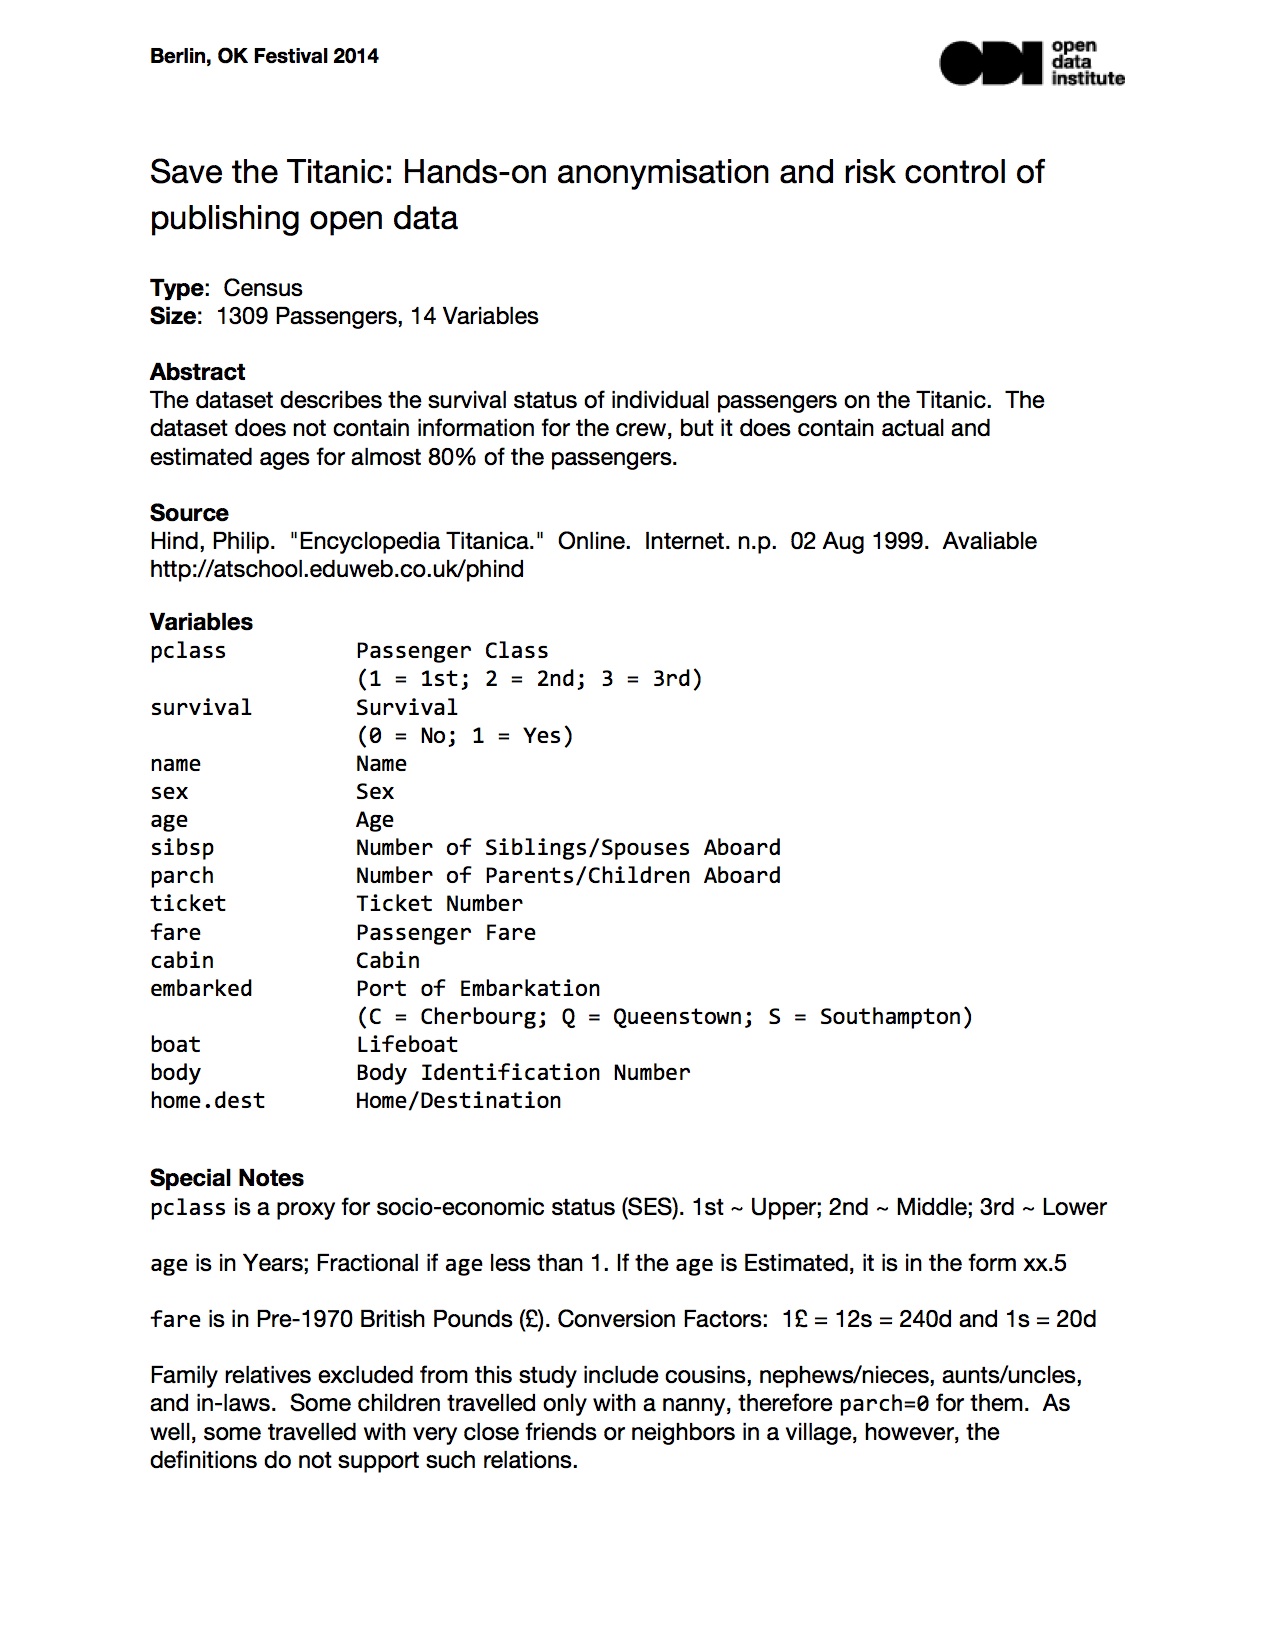 Berlin, OK Festival 2014
open
data
institute
Save the Titanic: Hands-on anonymisation and risk control of
publishing open data
Type:  Census
Size:  1309 Passengers, 14 Variables
Abstract
The dataset describes the survival status of individual passengers on the Titanic.  The
dataset does not contain information for the crew, but it does contain actual and
estimated ages for almost 80% of the passengers.
Source
Hind, Philip.  "Encyclopedia Titanica."  Online.  Internet. n.p.  02 Aug 1999.  Avaliable
http://atschool.eduweb.co.uk/phind
Variables
pclass Passenger Class
(1 = 1st; 2 = 2nd; 3 = 3rd)
survival Survival
(0 = No; 1 = Yes)
name Name
sex Sex
age Age
sibsp Number of Siblings/Spouses Aboard
parch Number of Parents/Children Aboard
ticket Ticket Number
fare Passenger Fare
cabin Cabin
embarked Port of Embarkation
(C = Cherbourg; Q = Queenstown; S = Southampton)
boat Lifeboat
body Body Identification Number
home.dest Home/Destination
Special Notes
pclass is a proxy for socio-economic status (SES). 1st ~ Upper; 2nd ~ Middle; 3rd ~ Lower
age is in Years; Fractional if age less than 1. If the age is Estimated, it is in the form xx.5
fare is in Pre-1970 British Pounds (£). Conversion Factors:  1£ = 12s = 240d and 1s = 20d
Family relatives excluded from this study include cousins, nephews/nieces, aunts/uncles,
and in-laws.  Some children travelled only with a nanny, therefore parch=0 for them.  As
well, some travelled with very close friends or neighbors in a village, however, the
definitions do not support such relations.